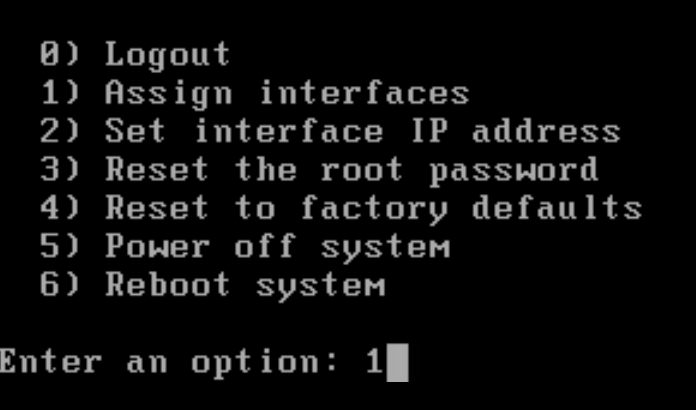 0) Logout
1) Assign interfaces
2) Set interface IP address
3) Reset the root password
4) Reset to factory defaults
5) Power off system
6) Reboot system
Enter an option: 1